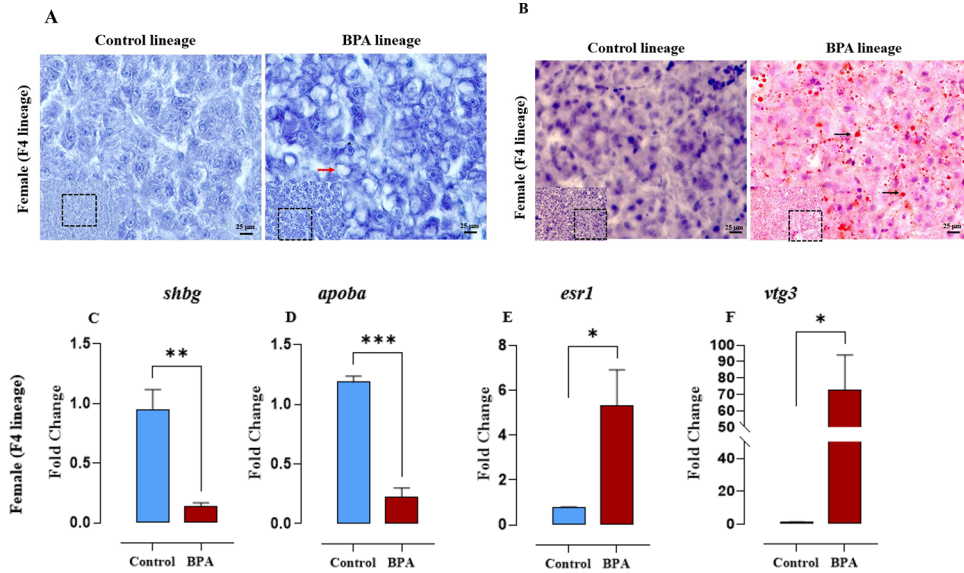 A
B
Control lineage
BPA lineage
Control lineage
BPA lineage
Female (F4 lineage)
25 µm
25 µm
Female (F4 lineage)
25 µm
25 µm
shbg
apoba
esr1
vtg3
Female (F4 lineage)
C
Fold Change
1.5
1.0
0.5
0.0
**
Control
BPA
D
Fold Change
1.5
1.0
0.5
0.0
***
Control
BPA
E
Fold Change
8
6
4
2
0
*
Control
BPA
F
Fold Change
100
90
80
70
60
50
40
30
20
10
0
*
Control
BPA